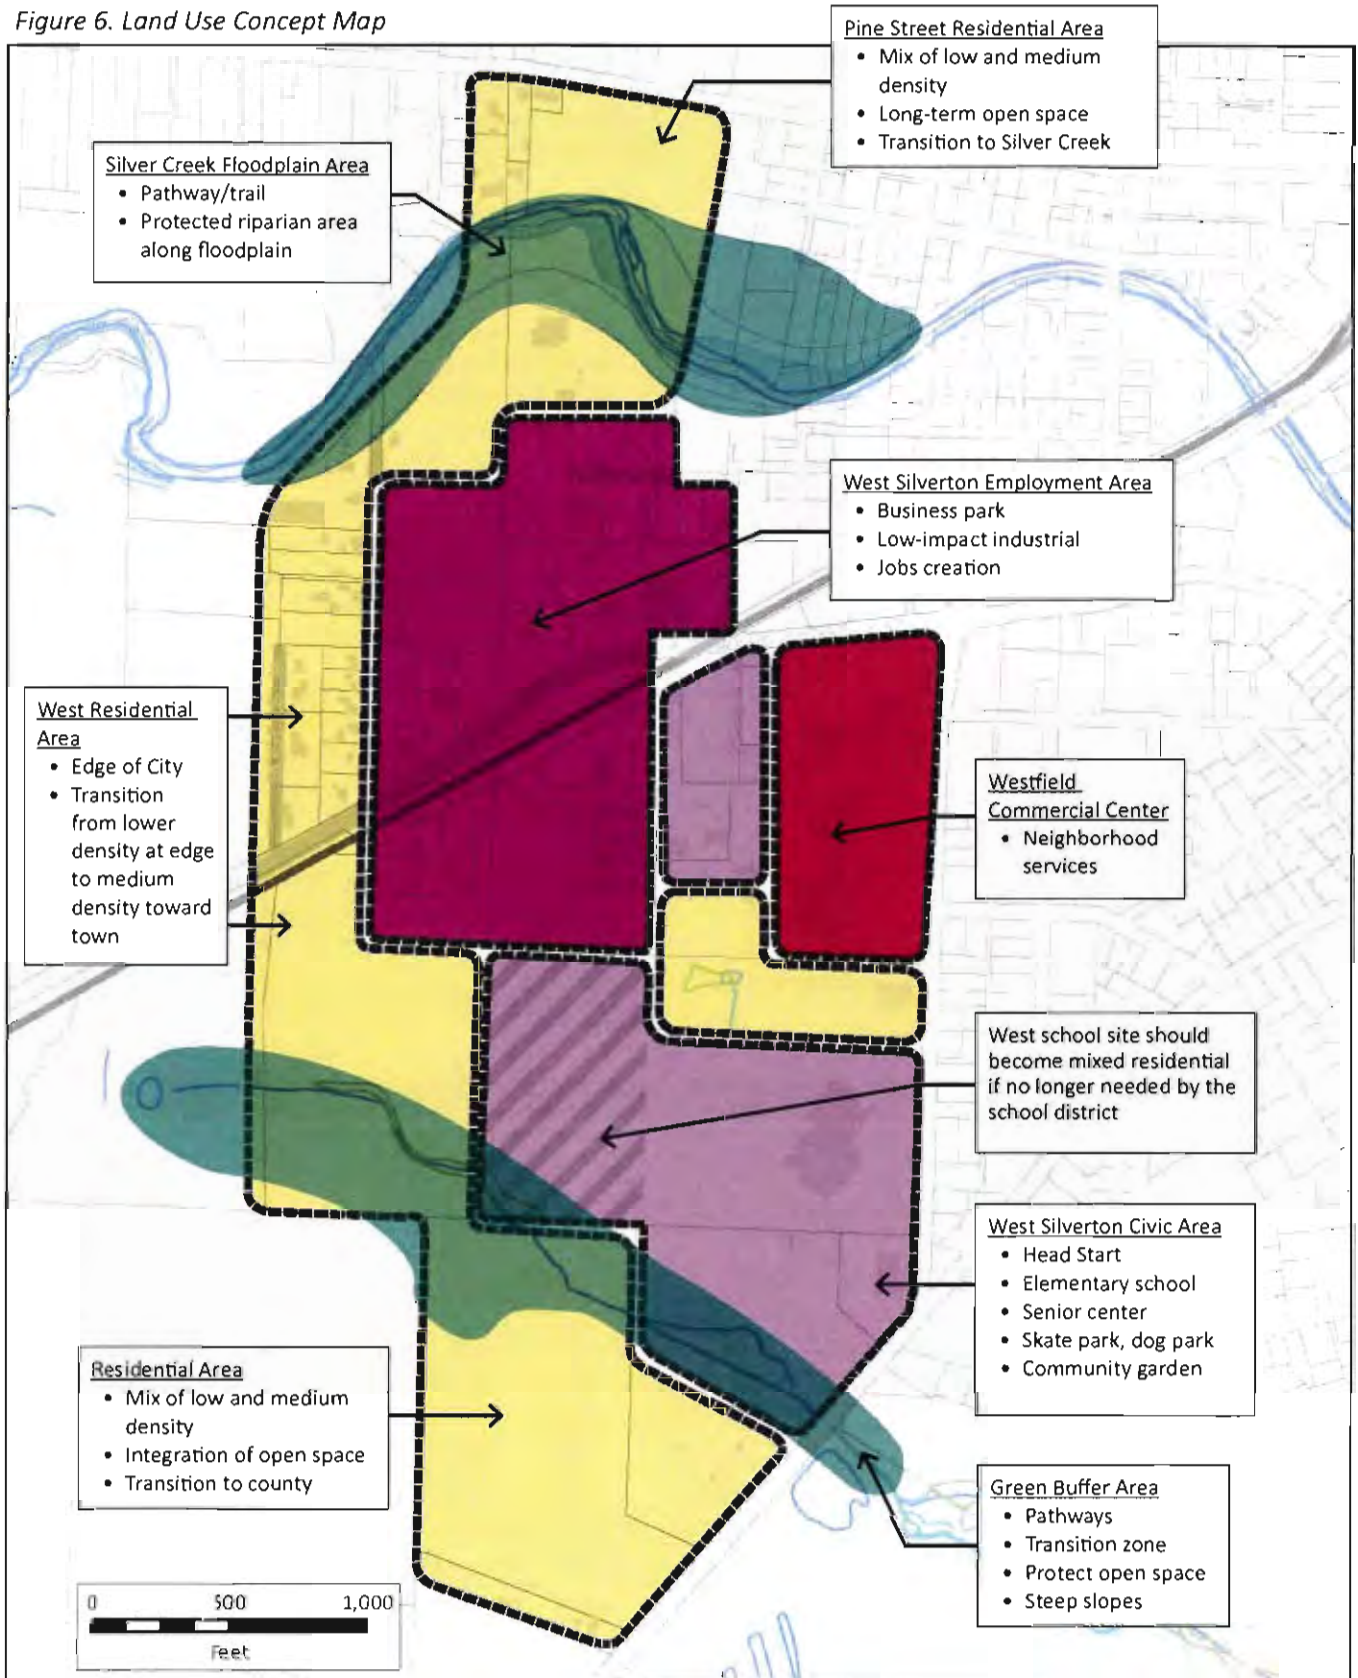 Figure 6. Land Use Concept Map
Pine Street Residential Area
• Mix of low and medium
density
• Long-term open space
• Transition to Silver Creek
Silver Creek Floodplain Area
• Pathway/trail
• Protected riparian area
along floodplain
West Silverton Employment Area
• Business park
• Low-impact industrial
• Jobs creation
West Residential
Area
• Edge of City
• Transition
from lower
density at edge
to medium
density toward
town
Westfield
Commercial Center
• Neighborhood
services
West school site should
become mixed residential
if no longer needed by the
school district
West Silverton Civic Area
• Head Start
• Elementary school
• Senior center
• Skate park, dog park
• Community garden
Residential Area
• Mix of low and medium
density
• Integration of open space
• Transition to county
Green Buffer Area
• Pathways
• Transition zone
• Protect open space
• Steep slopes
0 500 1,000
Feet